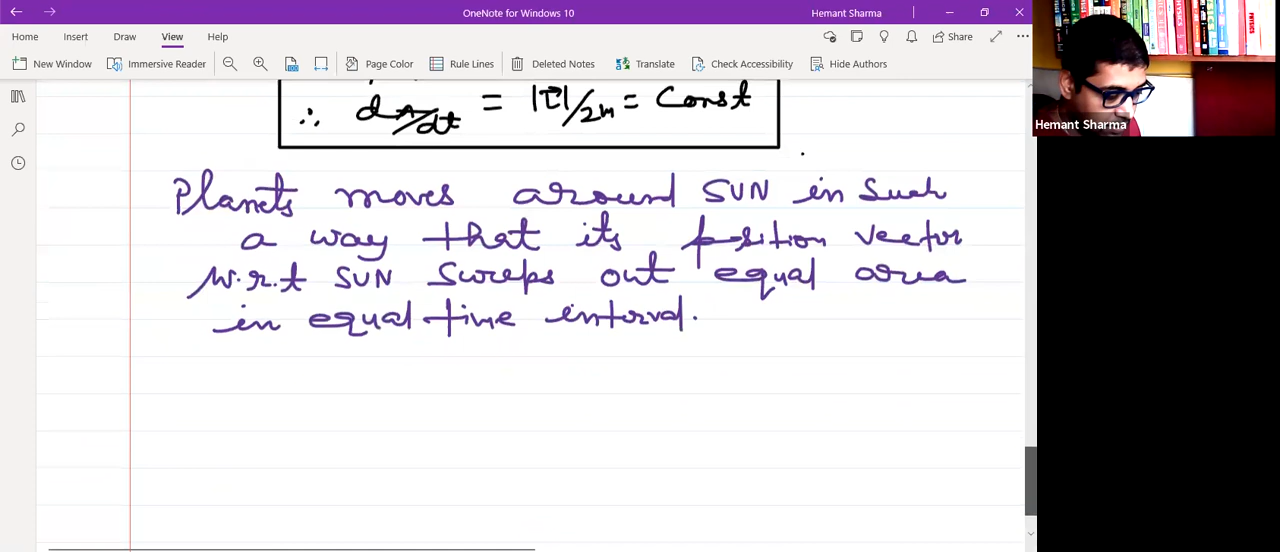 OneNote for Windows 10
Hemant Sharma
Home Insert Draw View Help
Share
New Window Immersive Reader Page Color Rule Lines Deleted Notes Translate Check Accessibility Hide Authors
∴ dA/dt = |L⃗|/2m = Const
Planets moves around SUN in such
a way that its position vector
w.r.t SUN sweeps out equal area
in equal time interval.
Hemant Sharma